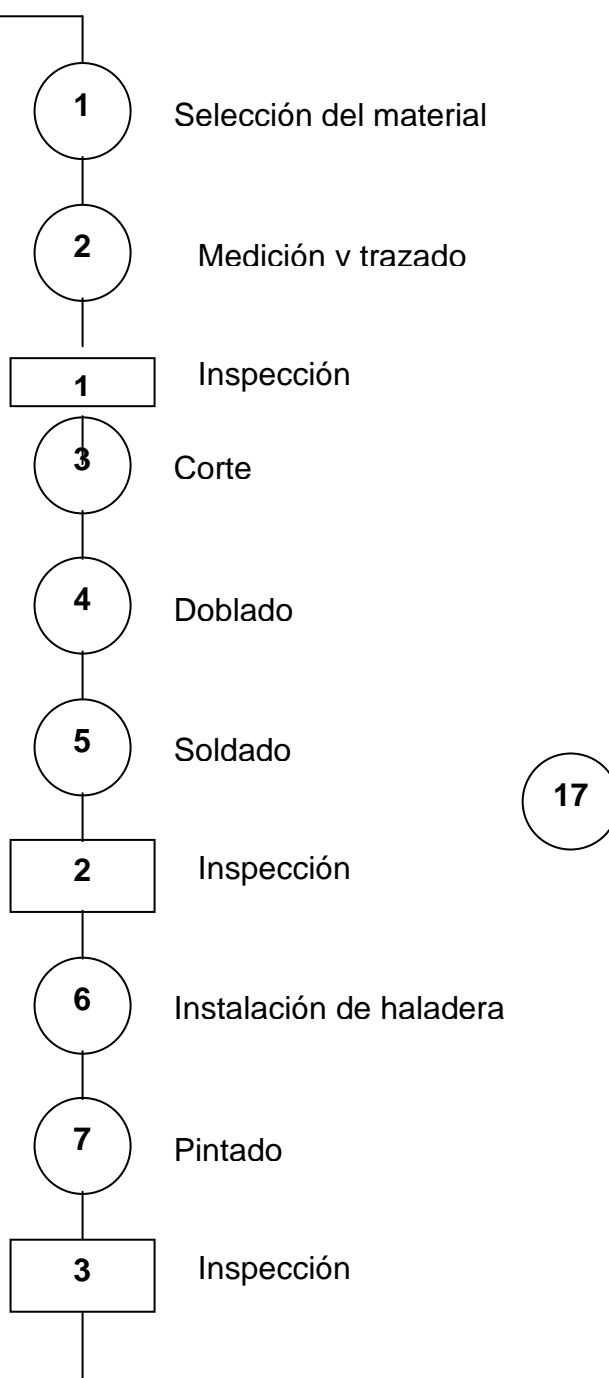 1
Selección del material
2
Medición y trazado
1
Inspección
3
Corte
4
Doblado
5
Soldado
17
2
Inspección
6
Instalación de haladera
7
Pintado
3
Inspección